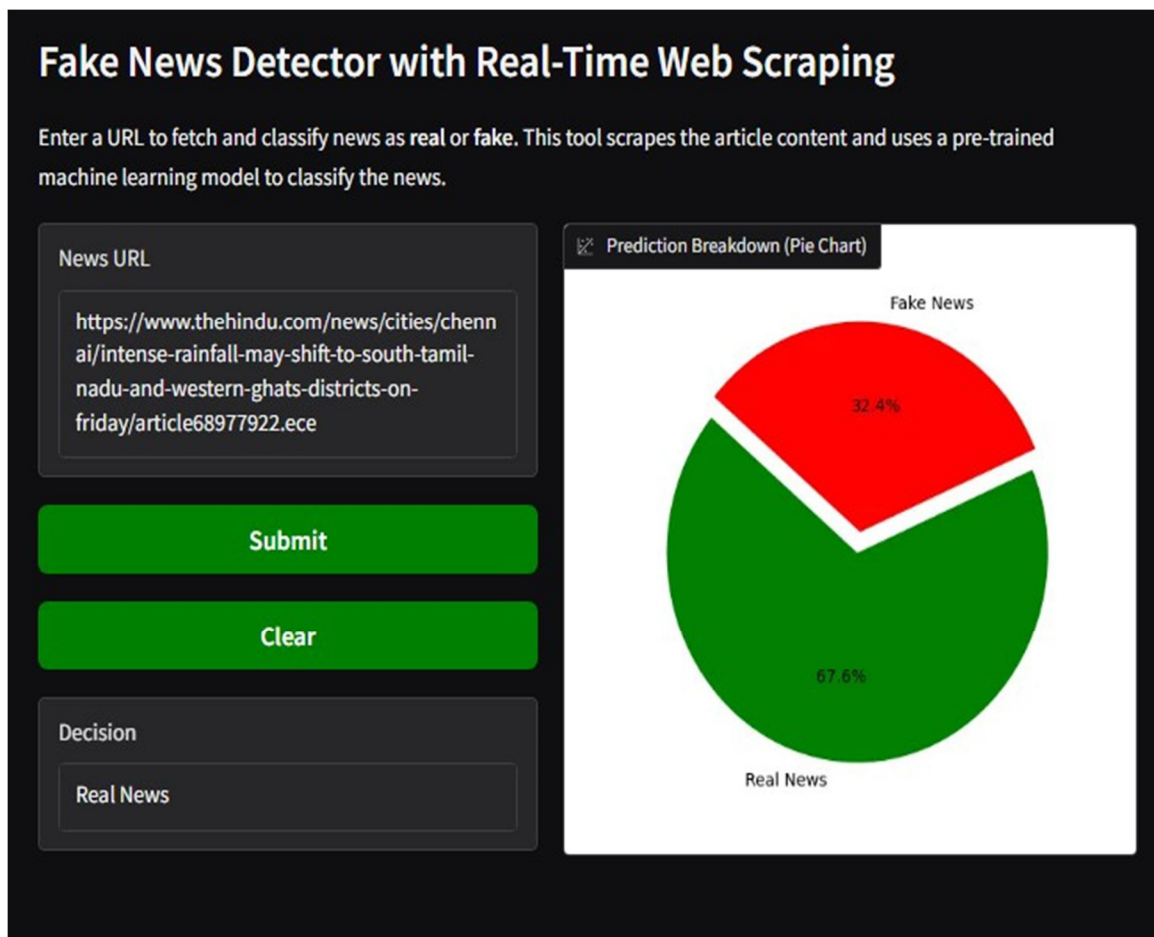 Fake News Detector with Real-Time Web Scraping
Enter a URL to fetch and classify news as real or fake. This tool scrapes the article content and uses a pre-trained
machine learning model to classify the news.
News URL
https://www.thehindu.com/news/cities/chenn
ai/intense-rainfall-may-shift-to-south-tamil-
nadu-and-western-ghats-districts-on-
friday/article68977922.ece
Submit
Clear
Decision
Real News
Prediction Breakdown (Pie Chart)
Fake News
32.4%
67.6%
Real News